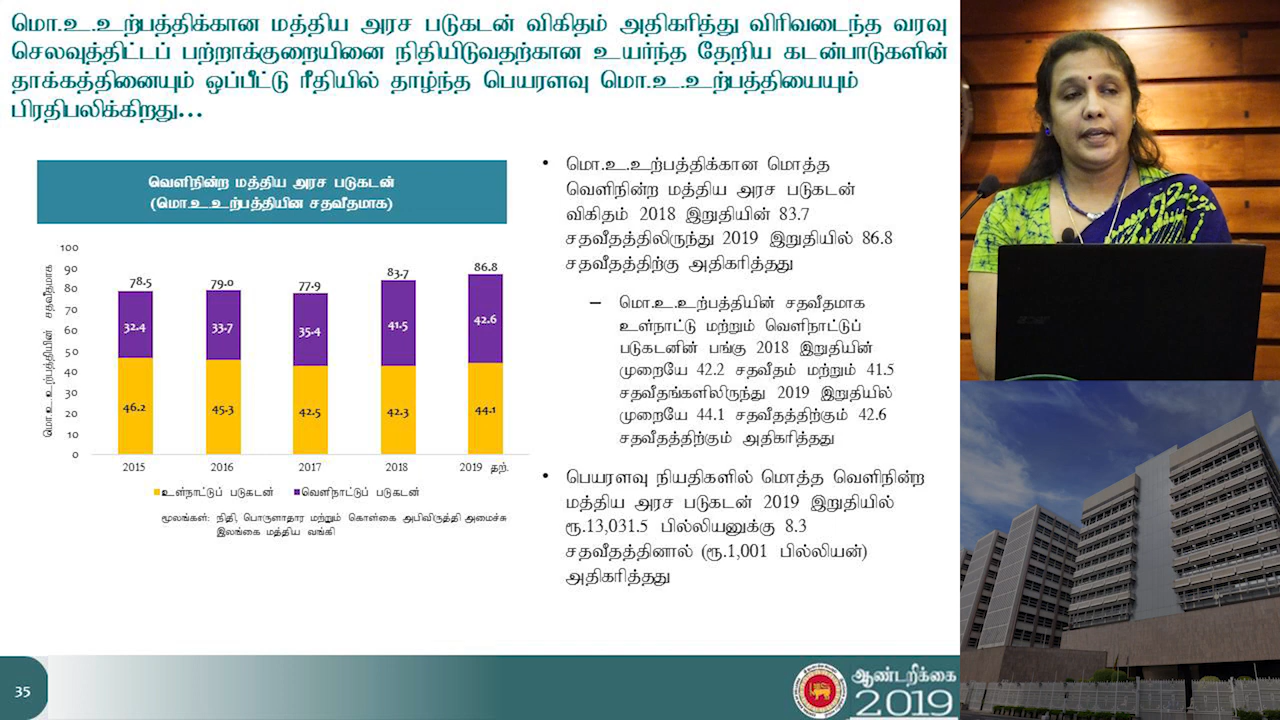 மொ.உ.உற்பத்திக்கான மத்திய அரச படுகடன் விகிதம் அதிகரித்து விரிவடைந்த வரவு
செலவுத்திட்டப் பற்றாக்குறையினை நிதியிடுவதற்கான உயர்ந்த தேறிய கடன்பாடுகளின்
தாக்கத்தினையும் ஒப்பீட்டு ரீதியில் தாழ்ந்த பெயரளவு மொ.உ.உற்பத்தியையும்
பிரதிபலிக்கிறது...
வெளிநின்ற மத்திய அரச படுகடன்
(மொ.உ.உற்பத்தியின சதவீதமாக)
மொ.உ.உற்பத்தியின் சதவீதமாக
100
90
80
70
60
50
40
30
20
10
0
78.5
79.0
77.9
83.7
86.8
32.4
33.7
35.4
41.5
42.6
46.2
45.3
42.5
42.3
44.1
2015
2016
2017
2018
2019 தற்.
உள்நாட்டுப் படுகடன்
வெளிநாட்டுப் படுகடன்
மூலங்கள்: நிதி, பொருளாதார மற்றும் கொள்கை அபிவிருத்தி அமைச்சு
இலங்கை மத்திய வங்கி
• மொ.உ.உற்பத்திக்கான மொத்த
வெளிநின்ற மத்திய அரச படுகடன்
விகிதம் 2018 இறுதியின் 83.7
சதவீதத்திலிருந்து 2019 இறுதியில் 86.8
சதவீதத்திற்கு அதிகரித்தது
– மொ.உ.உற்பத்தியின் சதவீதமாக
உள்நாட்டு மற்றும் வெளிநாட்டுப்
படுகடனின் பங்கு 2018 இறுதியின்
முறையே 42.2 சதவீதம் மற்றும் 41.5
சதவீதங்களிலிருந்து 2019 இறுதியில்
முறையே 44.1 சதவீதத்திற்கும் 42.6
சதவீதத்திற்கும் அதிகரித்தது
• பெயரளவு நியதிகளில் மொத்த வெளிநின்ற
மத்திய அரச படுகடன் 2019 இறுதியில்
ரூ.13,031.5 பில்லியனுக்கு 8.3
சதவீதத்தினால் (ரூ.1,001 பில்லியன்)
அதிகரித்தது
35
ஆண்டறிக்கை
2019